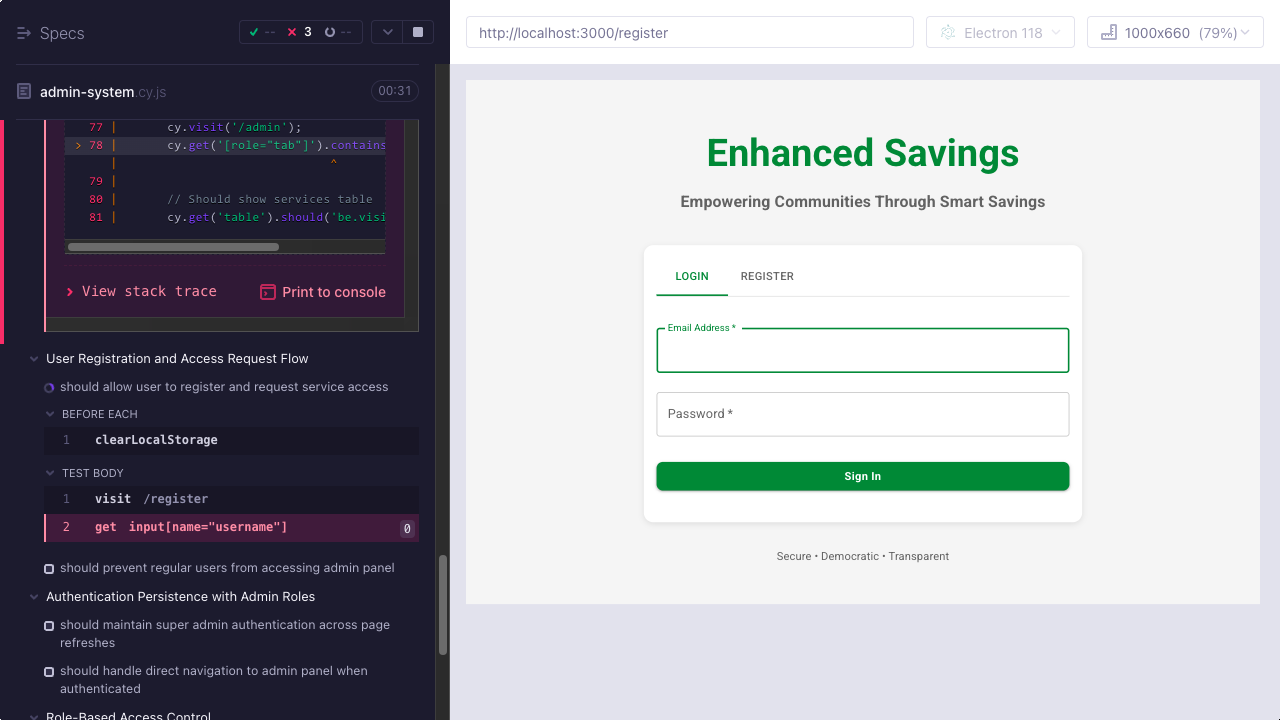 Specs
-- 3 --
admin-system.cy.js
00:31
77 | cy.visit('/admin');
> 78 | cy.get('[role="tab"]').contains
| ^
79 |
80 | // Should show services table
81 | cy.get('table').should('be.visi
View stack trace
Print to console
User Registration and Access Request Flow
should allow user to register and request service access
BEFORE EACH
1 clearLocalStorage
TEST BODY
1 visit /register
2 get input[name="username"] 0
should prevent regular users from accessing admin panel
Authentication Persistence with Admin Roles
should maintain super admin authentication across page
refreshes
should handle direct navigation to admin panel when
authenticated
Role-Based Access Control
http://localhost:3000/register
Electron 118
1000x660 (79%)
Enhanced Savings
Empowering Communities Through Smart Savings
LOGIN REGISTER
Email Address *
Password *
Sign In
Secure • Democratic • Transparent